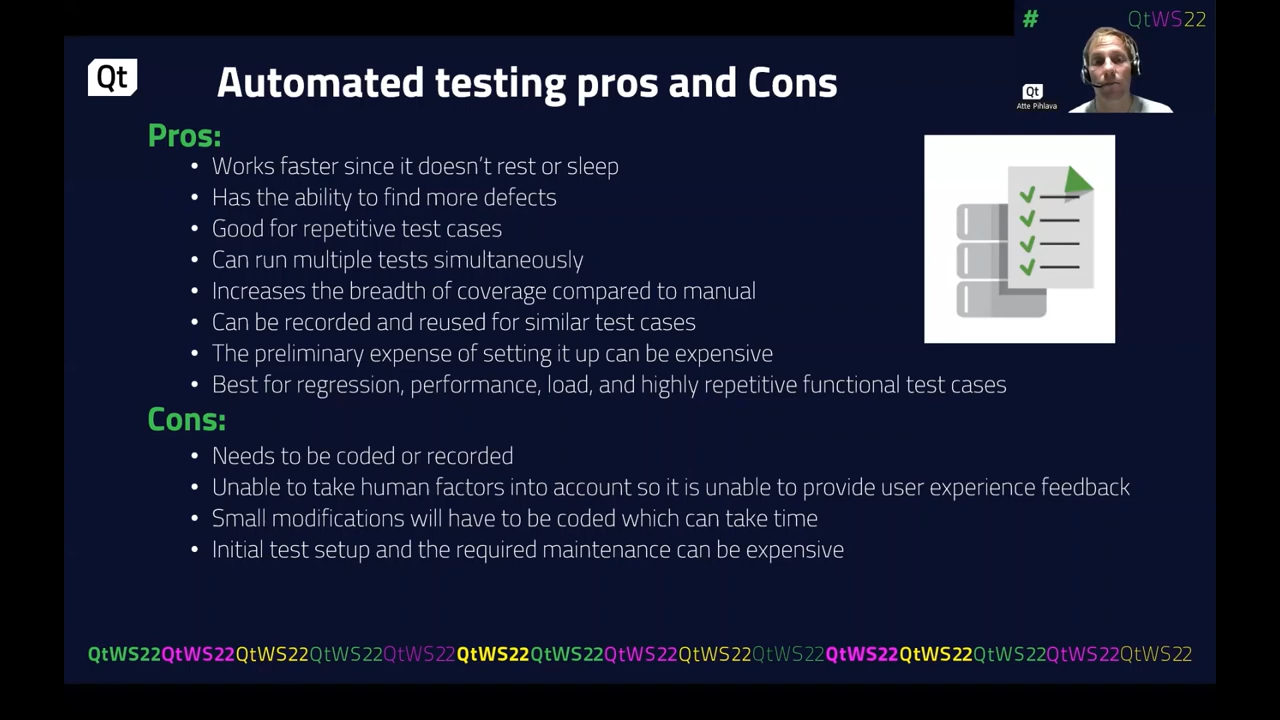 # QtWS22
Qt
Automated testing pros and Cons
Qt
Atte Pihlava
Pros:
• Works faster since it doesn't rest or sleep
• Has the ability to find more defects
• Good for repetitive test cases
• Can run multiple tests simultaneously
• Increases the breadth of coverage compared to manual
• Can be recorded and reused for similar test cases
• The preliminary expense of setting it up can be expensive
• Best for regression, performance, load, and highly repetitive functional test cases
Cons:
• Needs to be coded or recorded
• Unable to take human factors into account so it is unable to provide user experience feedback
• Small modifications will have to be coded which can take time
• Initial test setup and the required maintenance can be expensive
QtWS22QtWS22QtWS22QtWS22QtWS22QtWS22QtWS22QtWS22QtWS22QtWS22QtWS22QtWS22QtWS22QtWS22QtWS22